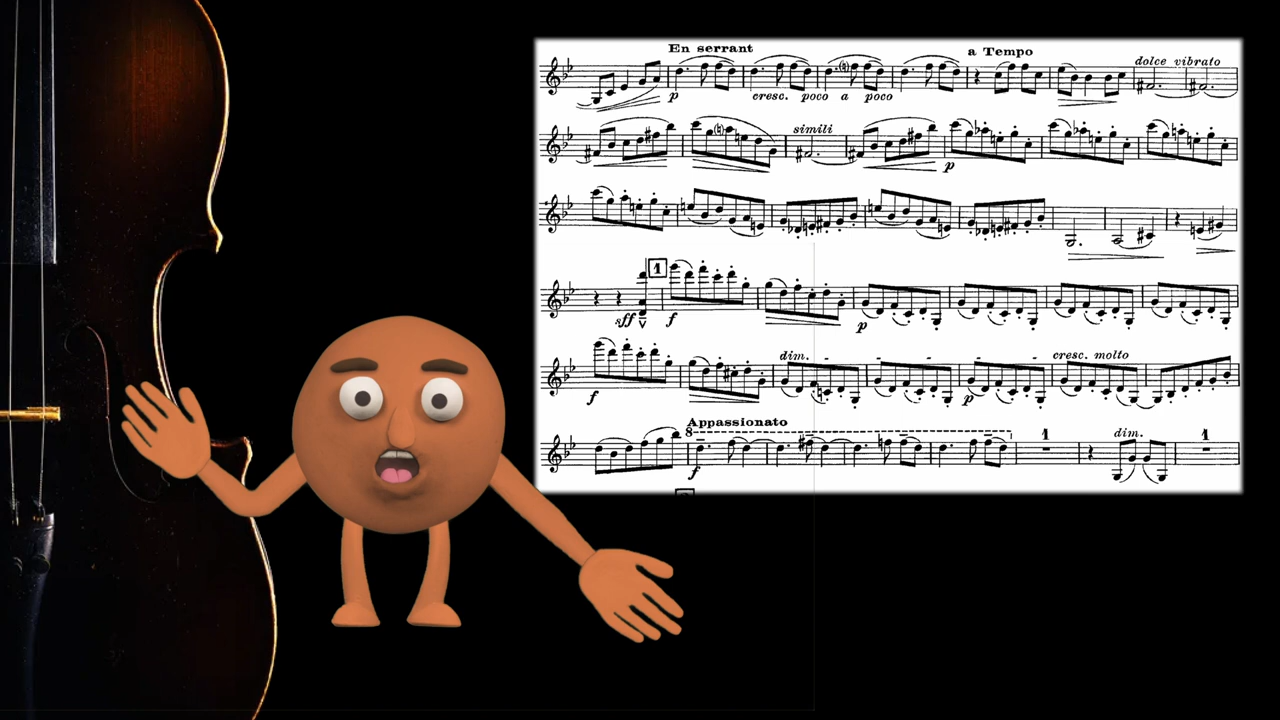 En serrant a Tempo
dolce vibrato
p cresc. poco a poco
simili
p
1
sff f p
dim. - - - - cresc. molto
f p
Appassionato
8 1 dim. 1
f